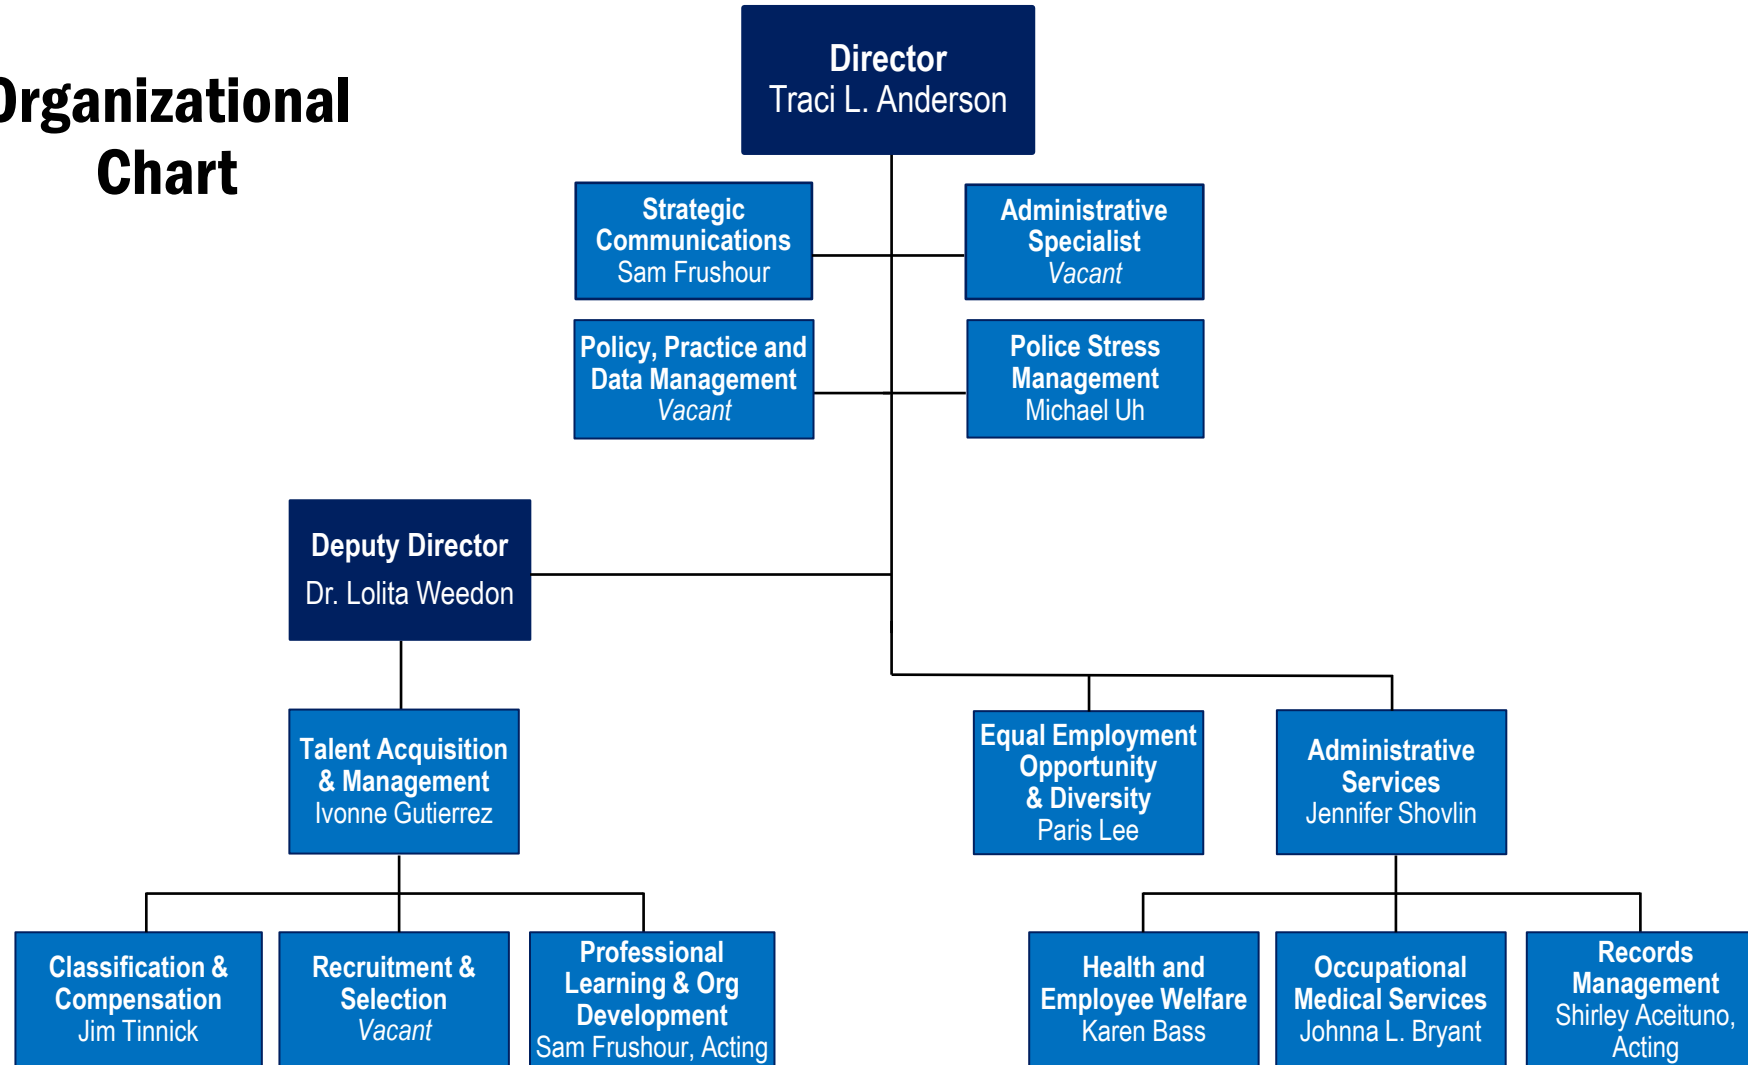 Organizational
Chart
Director
Traci L. Anderson
Strategic
Communications
Sam Frushour
Administrative
Specialist
Vacant
Policy, Practice and
Data Management
Vacant
Police Stress
Management
Michael Uh
Deputy Director
Dr. Lolita Weedon
Talent Acquisition
& Management
Ivonne Gutierrez
Equal Employment
Opportunity
& Diversity
Paris Lee
Administrative
Services
Jennifer Shovlin
Classification &
Compensation
Jim Tinnick
Recruitment &
Selection
Vacant
Professional
Learning & Org
Development
Sam Frushour, Acting
Health and
Employee Welfare
Karen Bass
Occupational
Medical Services
Johnna L. Bryant
Records
Management
Shirley Aceituno,
Acting